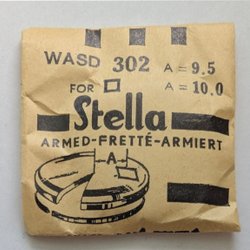 WASD 302 A = 9.5
FOR A = 10.0
Stella
ARMED-FRETTÉ-ARMIERT
A